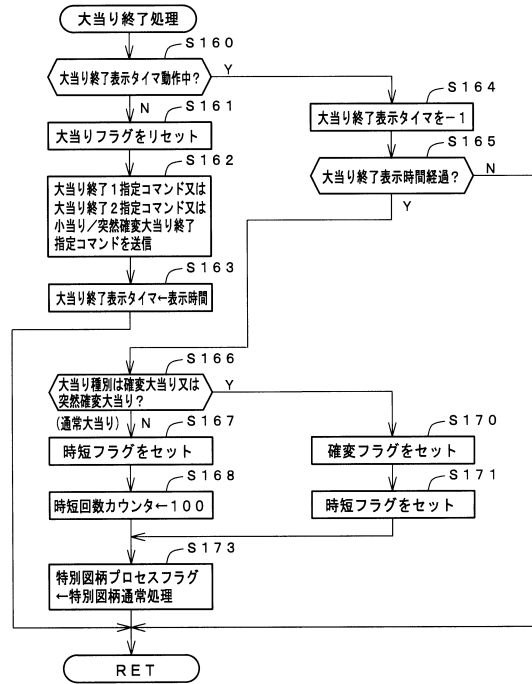 大当り終了処理
S160
大当り終了表示タイマ動作中?
Y
N
S161
大当りフラグをリセット
S162
大当り終了1指定コマンド又は
大当り終了2指定コマンド又は
小当り/突然確変大当り終了
指定コマンドを送信
S163
大当り終了表示タイマ←表示時間
S164
大当り終了表示タイマを−1
S165
大当り終了表示時間経過?
N
Y
S166
大当り種別は確変大当り又は
突然確変大当り?
Y
(通常大当り)
N
S167
時短フラグをセット
S168
時短回数カウンタ←100
S170
確変フラグをセット
S171
時短フラグをセット
S173
特別図柄プロセスフラグ
←特別図柄通常処理
RET